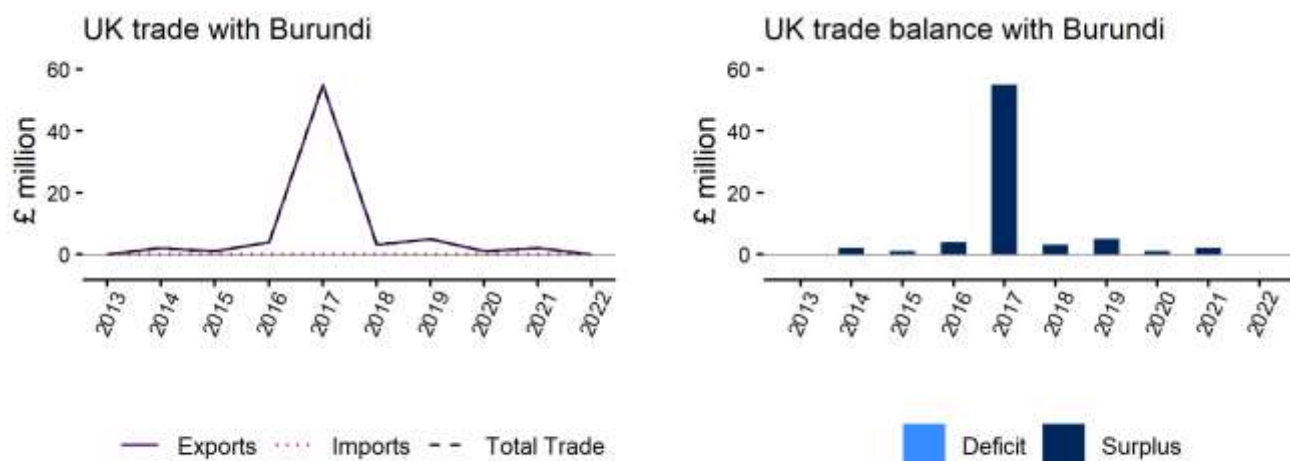 UK trade with Burundi
60
40
20
0
£ million
2013 2014 2015 2016 2017 2018 2019 2020 2021 2022
Exports Imports Total Trade
UK trade balance with Burundi
60
40
20
0
£ million
2013 2014 2015 2016 2017 2018 2019 2020 2021 2022
Deficit Surplus